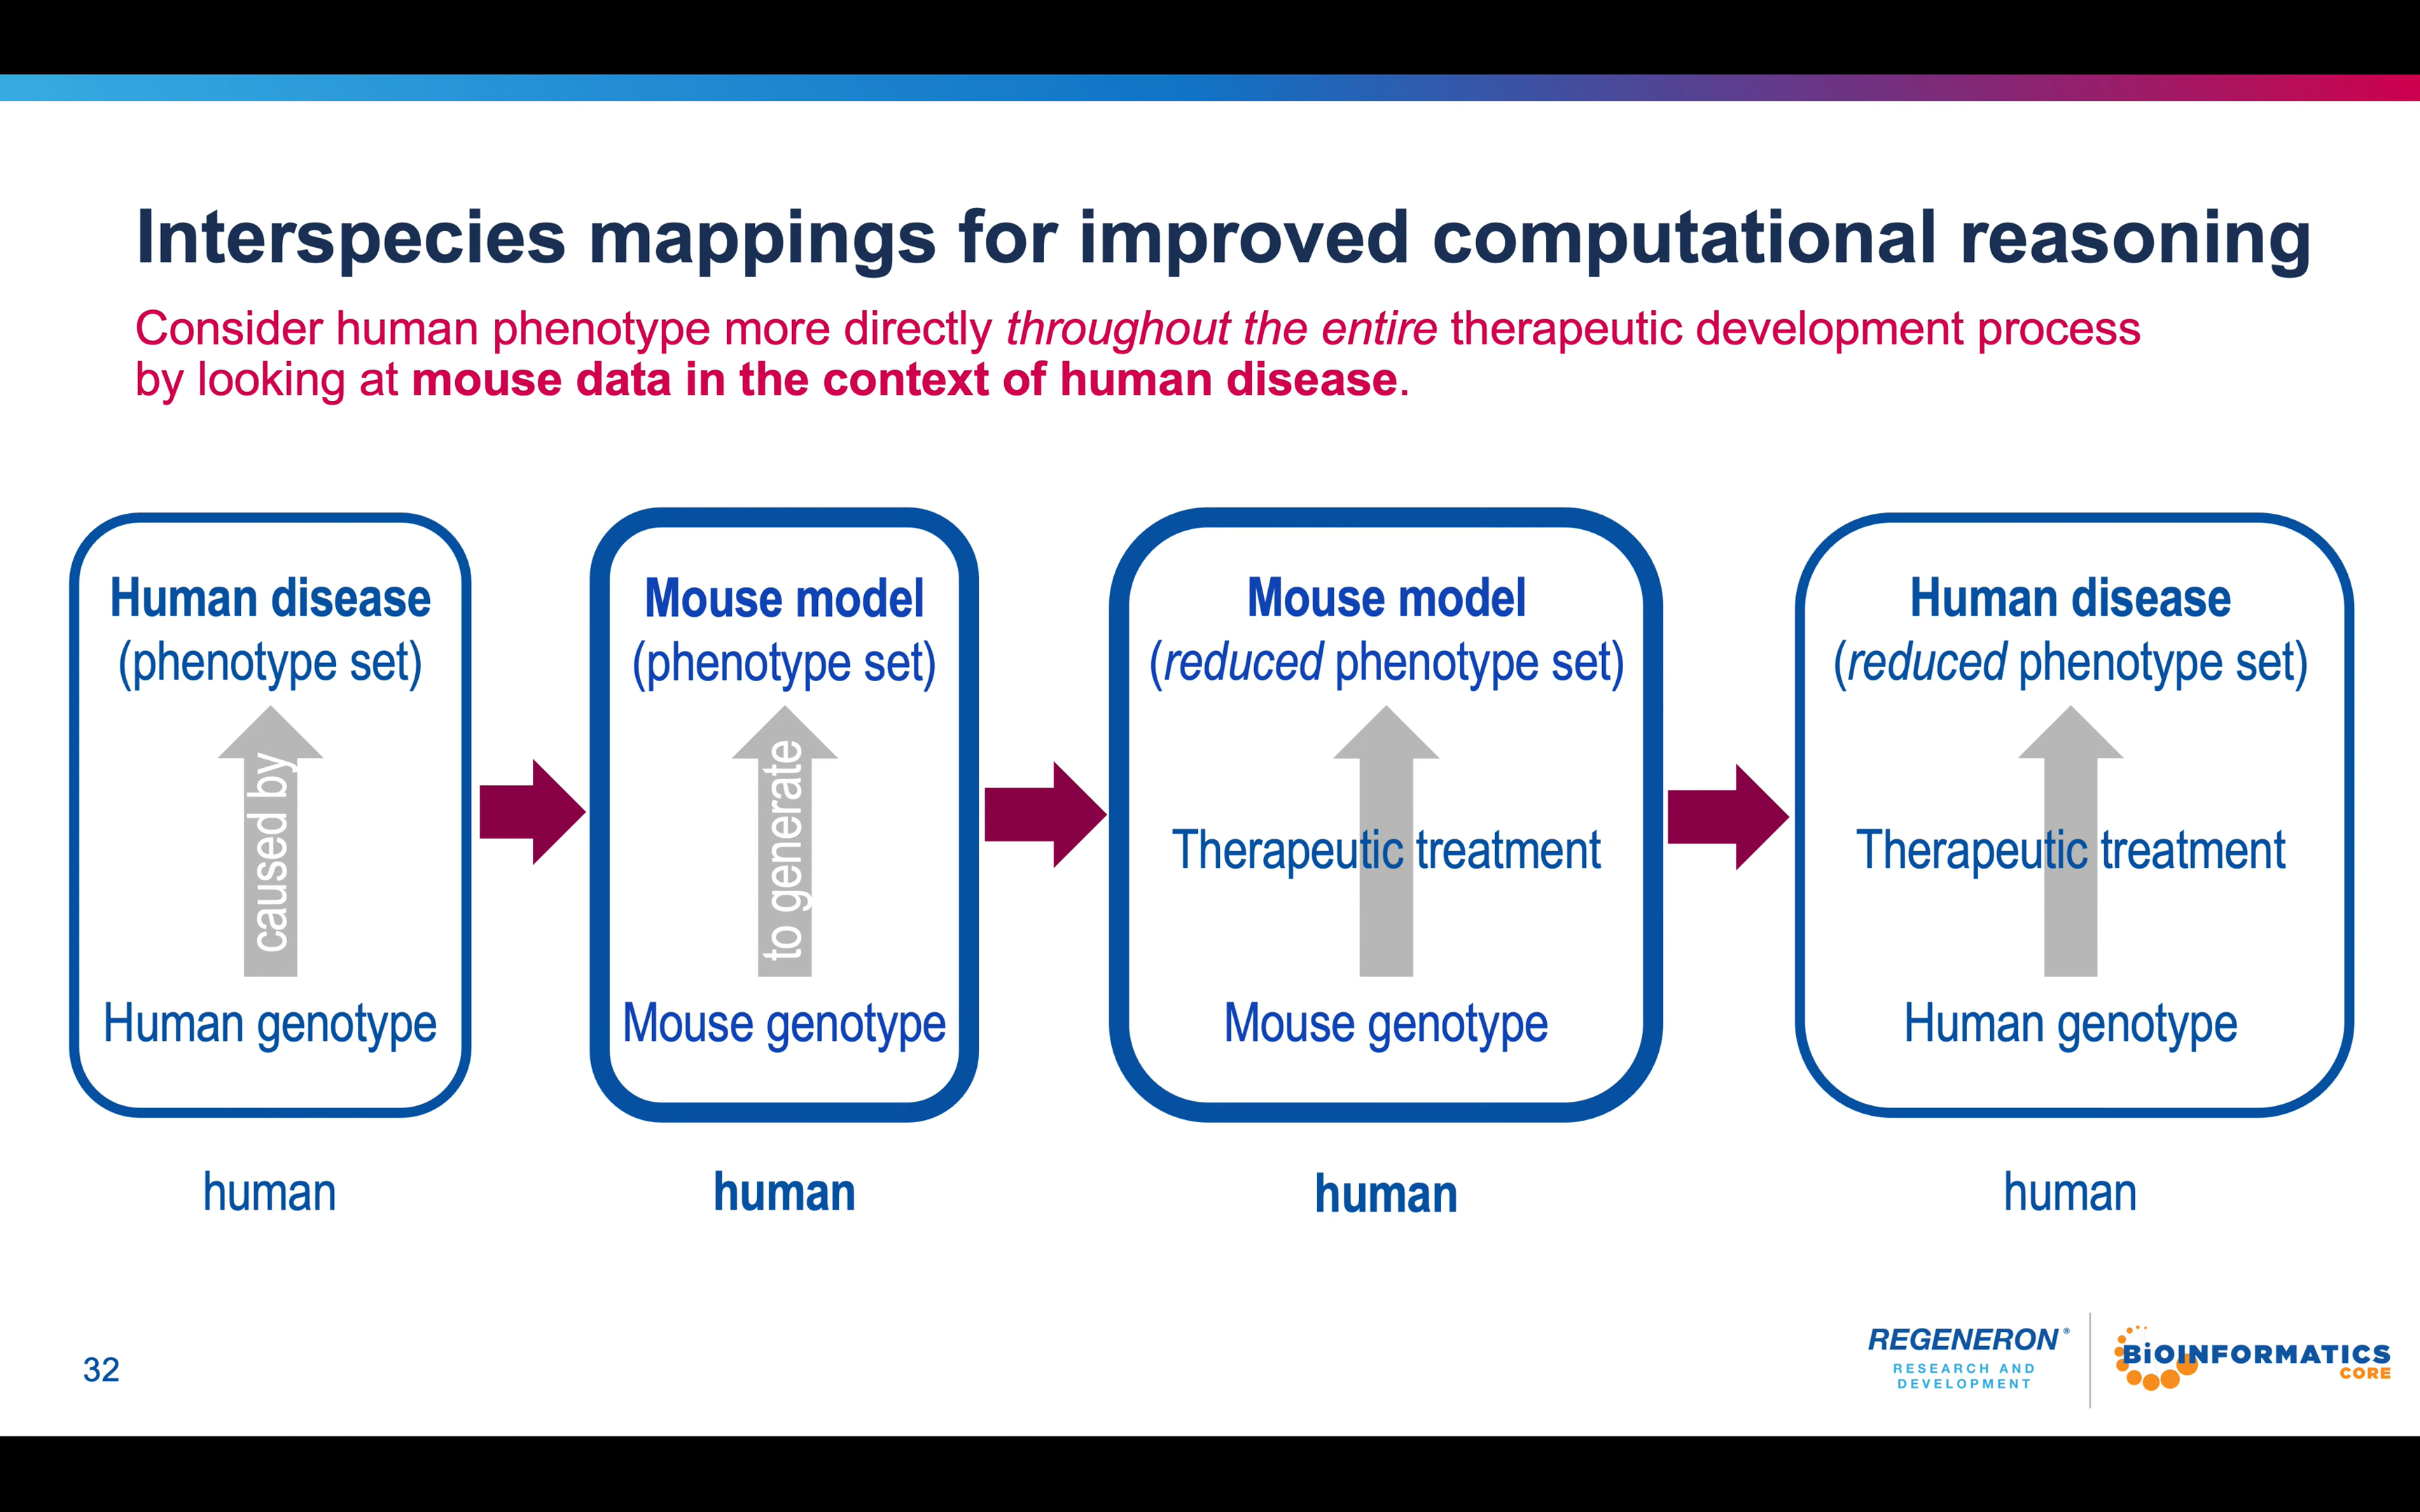 Interspecies mappings for improved computational reasoning
Consider human phenotype more directly throughout the entire therapeutic development process
by looking at mouse data in the context of human disease.
Human disease
(phenotype set)
caused by
Human genotype
human
Mouse model
(phenotype set)
to generate
Mouse genotype
human
Mouse model
(reduced phenotype set)
Therapeutic treatment
Mouse genotype
human
Human disease
(reduced phenotype set)
Therapeutic treatment
Human genotype
human
32
REGENERON®
RESEARCH AND
DEVELOPMENT
BiOINFORMATICS
CORE